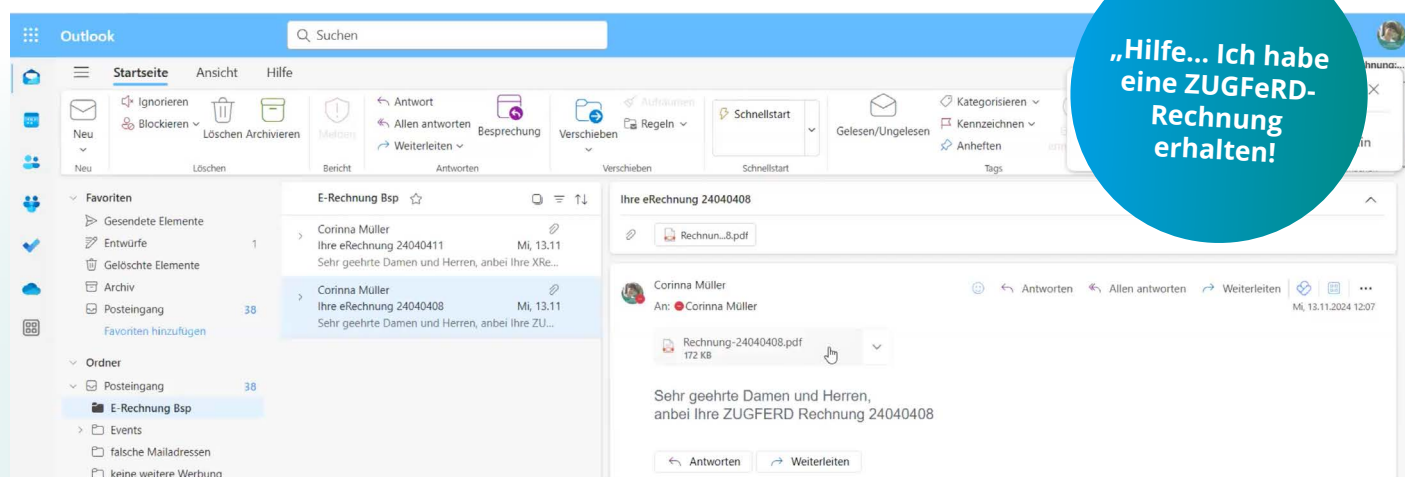 Outlook
Suchen
„Hilfe... Ich habe
eine ZUGFeRD-
Rechnung
erhalten!
Startseite Ansicht Hilfe
Neu
Ignorieren
Blockieren
Löschen Archivieren
Melden
Antwort
Allen antworten
Weiterleiten
Besprechung
Verschieben
Aufräumen
Regeln
Schnellstart
Gelesen/Ungelesen
Kategorisieren
Kennzeichnen
Anheften
in
Neu Löschen Bericht Antworten Verschieben Schnellstart Tags
Favoriten
Gesendete Elemente
Entwürfe 1
Gelöschte Elemente
Archiv
Posteingang 38
Favoriten hinzufügen
Ordner
Posteingang 38
E-Rechnung Bsp
Events
falsche Mailadressen
keine weitere Werbung
E-Rechnung Bsp
Corinna Müller
Ihre eRechnung 24040411 Mi, 13.11
Sehr geehrte Damen und Herren, anbei Ihre XRe...
Corinna Müller
Ihre eRechnung 24040408 Mi, 13.11
Sehr geehrte Damen und Herren, anbei Ihre ZU...
Ihre eRechnung 24040408
Rechnun...8.pdf
Corinna Müller
An: Corinna Müller
Antworten Allen antworten Weiterleiten
Mi, 13.11.2024 12:07
Rechnung-24040408.pdf
172 KB
Sehr geehrte Damen und Herren,
anbei Ihre ZUGFERD Rechnung 24040408
Antworten Weiterleiten